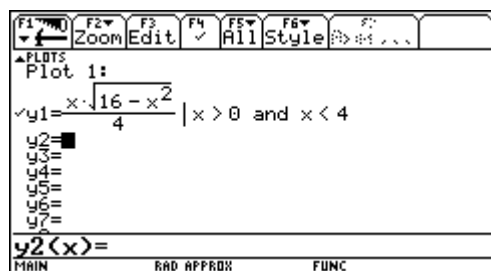 F1 F2 Zoom F3 Edit F4 ✓ F5 All F6 Style F7
PLOTS
Plot 1:
✓y1=x·√(16 - x²)/4 | x > 0 and x < 4
y2=
y3=
y4=
y5=
y6=
y7=
y2(x)=
MAIN RAD APPROX FUNC